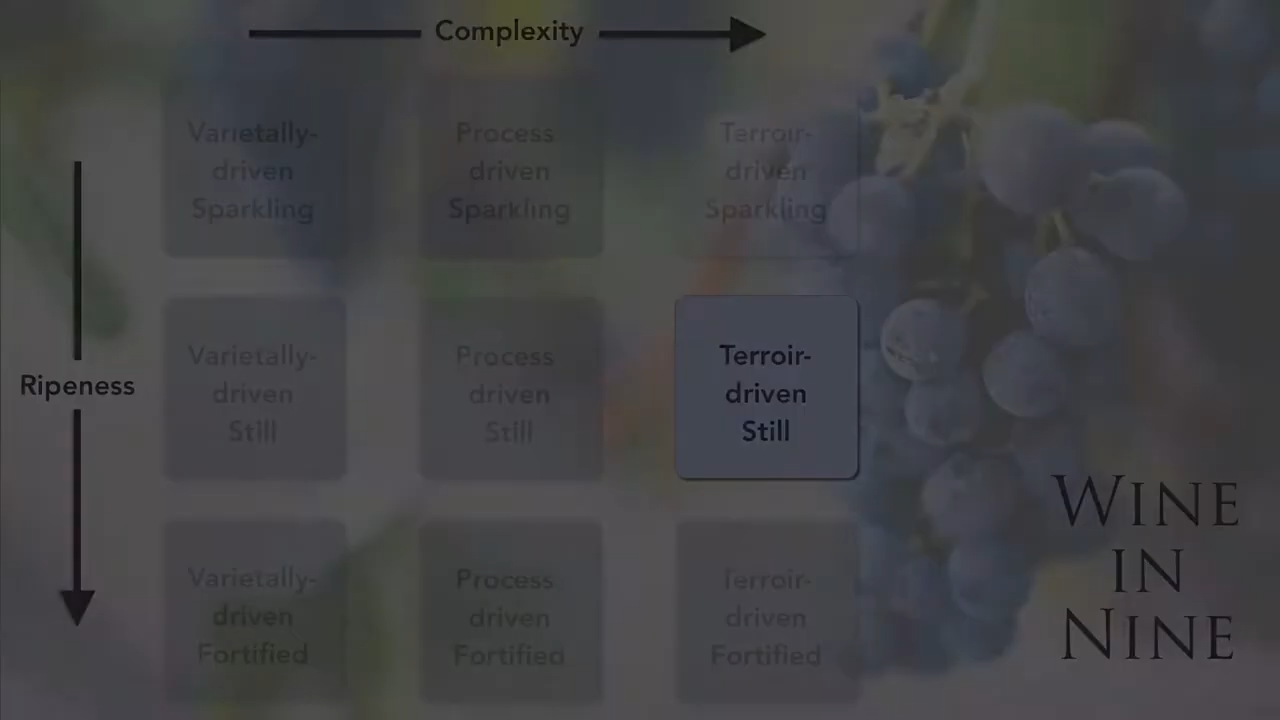 Complexity
Varietally-
driven
Sparkling
Process
driven
Sparkling
Terroir-
driven
Sparkling
Ripeness
Varietally-
driven
Still
Process
driven
Still
Terroir-
driven
Still
Varietally-
driven
Fortified
Process
driven
Fortified
Terroir-
driven
Fortified
WINE
IN
NINE